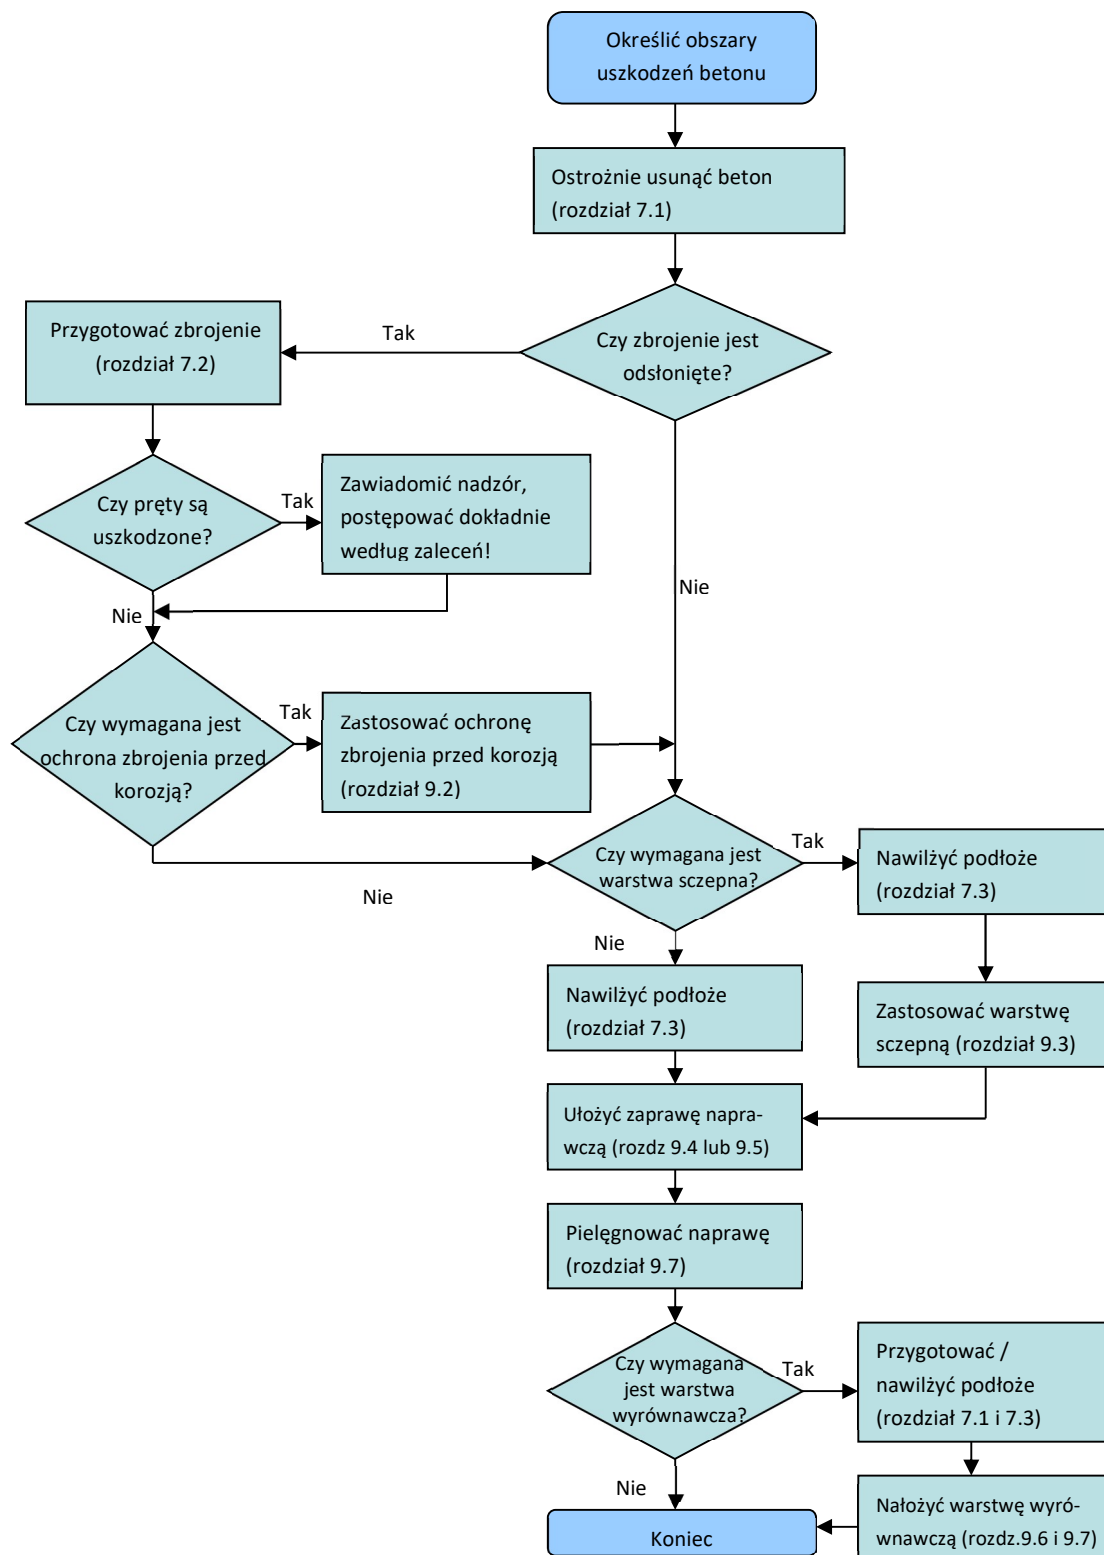 Określić obszary
uszkodzeń betonu
Ostrożnie usunąć beton
(rozdział 7.1)
Czy zbrojenie jest
odsłonięte?
Tak
Przygotować zbrojenie
(rozdział 7.2)
Czy pręty są
uszkodzone?
Tak
Zawiadomić nadzór,
postępować dokładnie
według zaleceń!
Nie
Nie
Czy wymagana jest
ochrona zbrojenia przed
korozją?
Tak
Zastosować ochronę
zbrojenia przed korozją
(rozdział 9.2)
Nie
Czy wymagana jest
warstwa sczepna?
Tak
Nawilżyć podłoże
(rozdział 7.3)
Nie
Nawilżyć podłoże
(rozdział 7.3)
Zastosować warstwę
sczepną (rozdział 9.3)
Ułożyć zaprawę napra-
wczą (rozdz 9.4 lub 9.5)
Pielęgnować naprawę
(rozdział 9.7)
Czy wymagana
jest warstwa
wyrównawcza?
Tak
Przygotować /
nawilżyć podłoże
(rozdział 7.1 i 7.3)
Nie
Nałożyć warstwę wyró-
wnawczą (rozdz.9.6 i 9.7)
Koniec